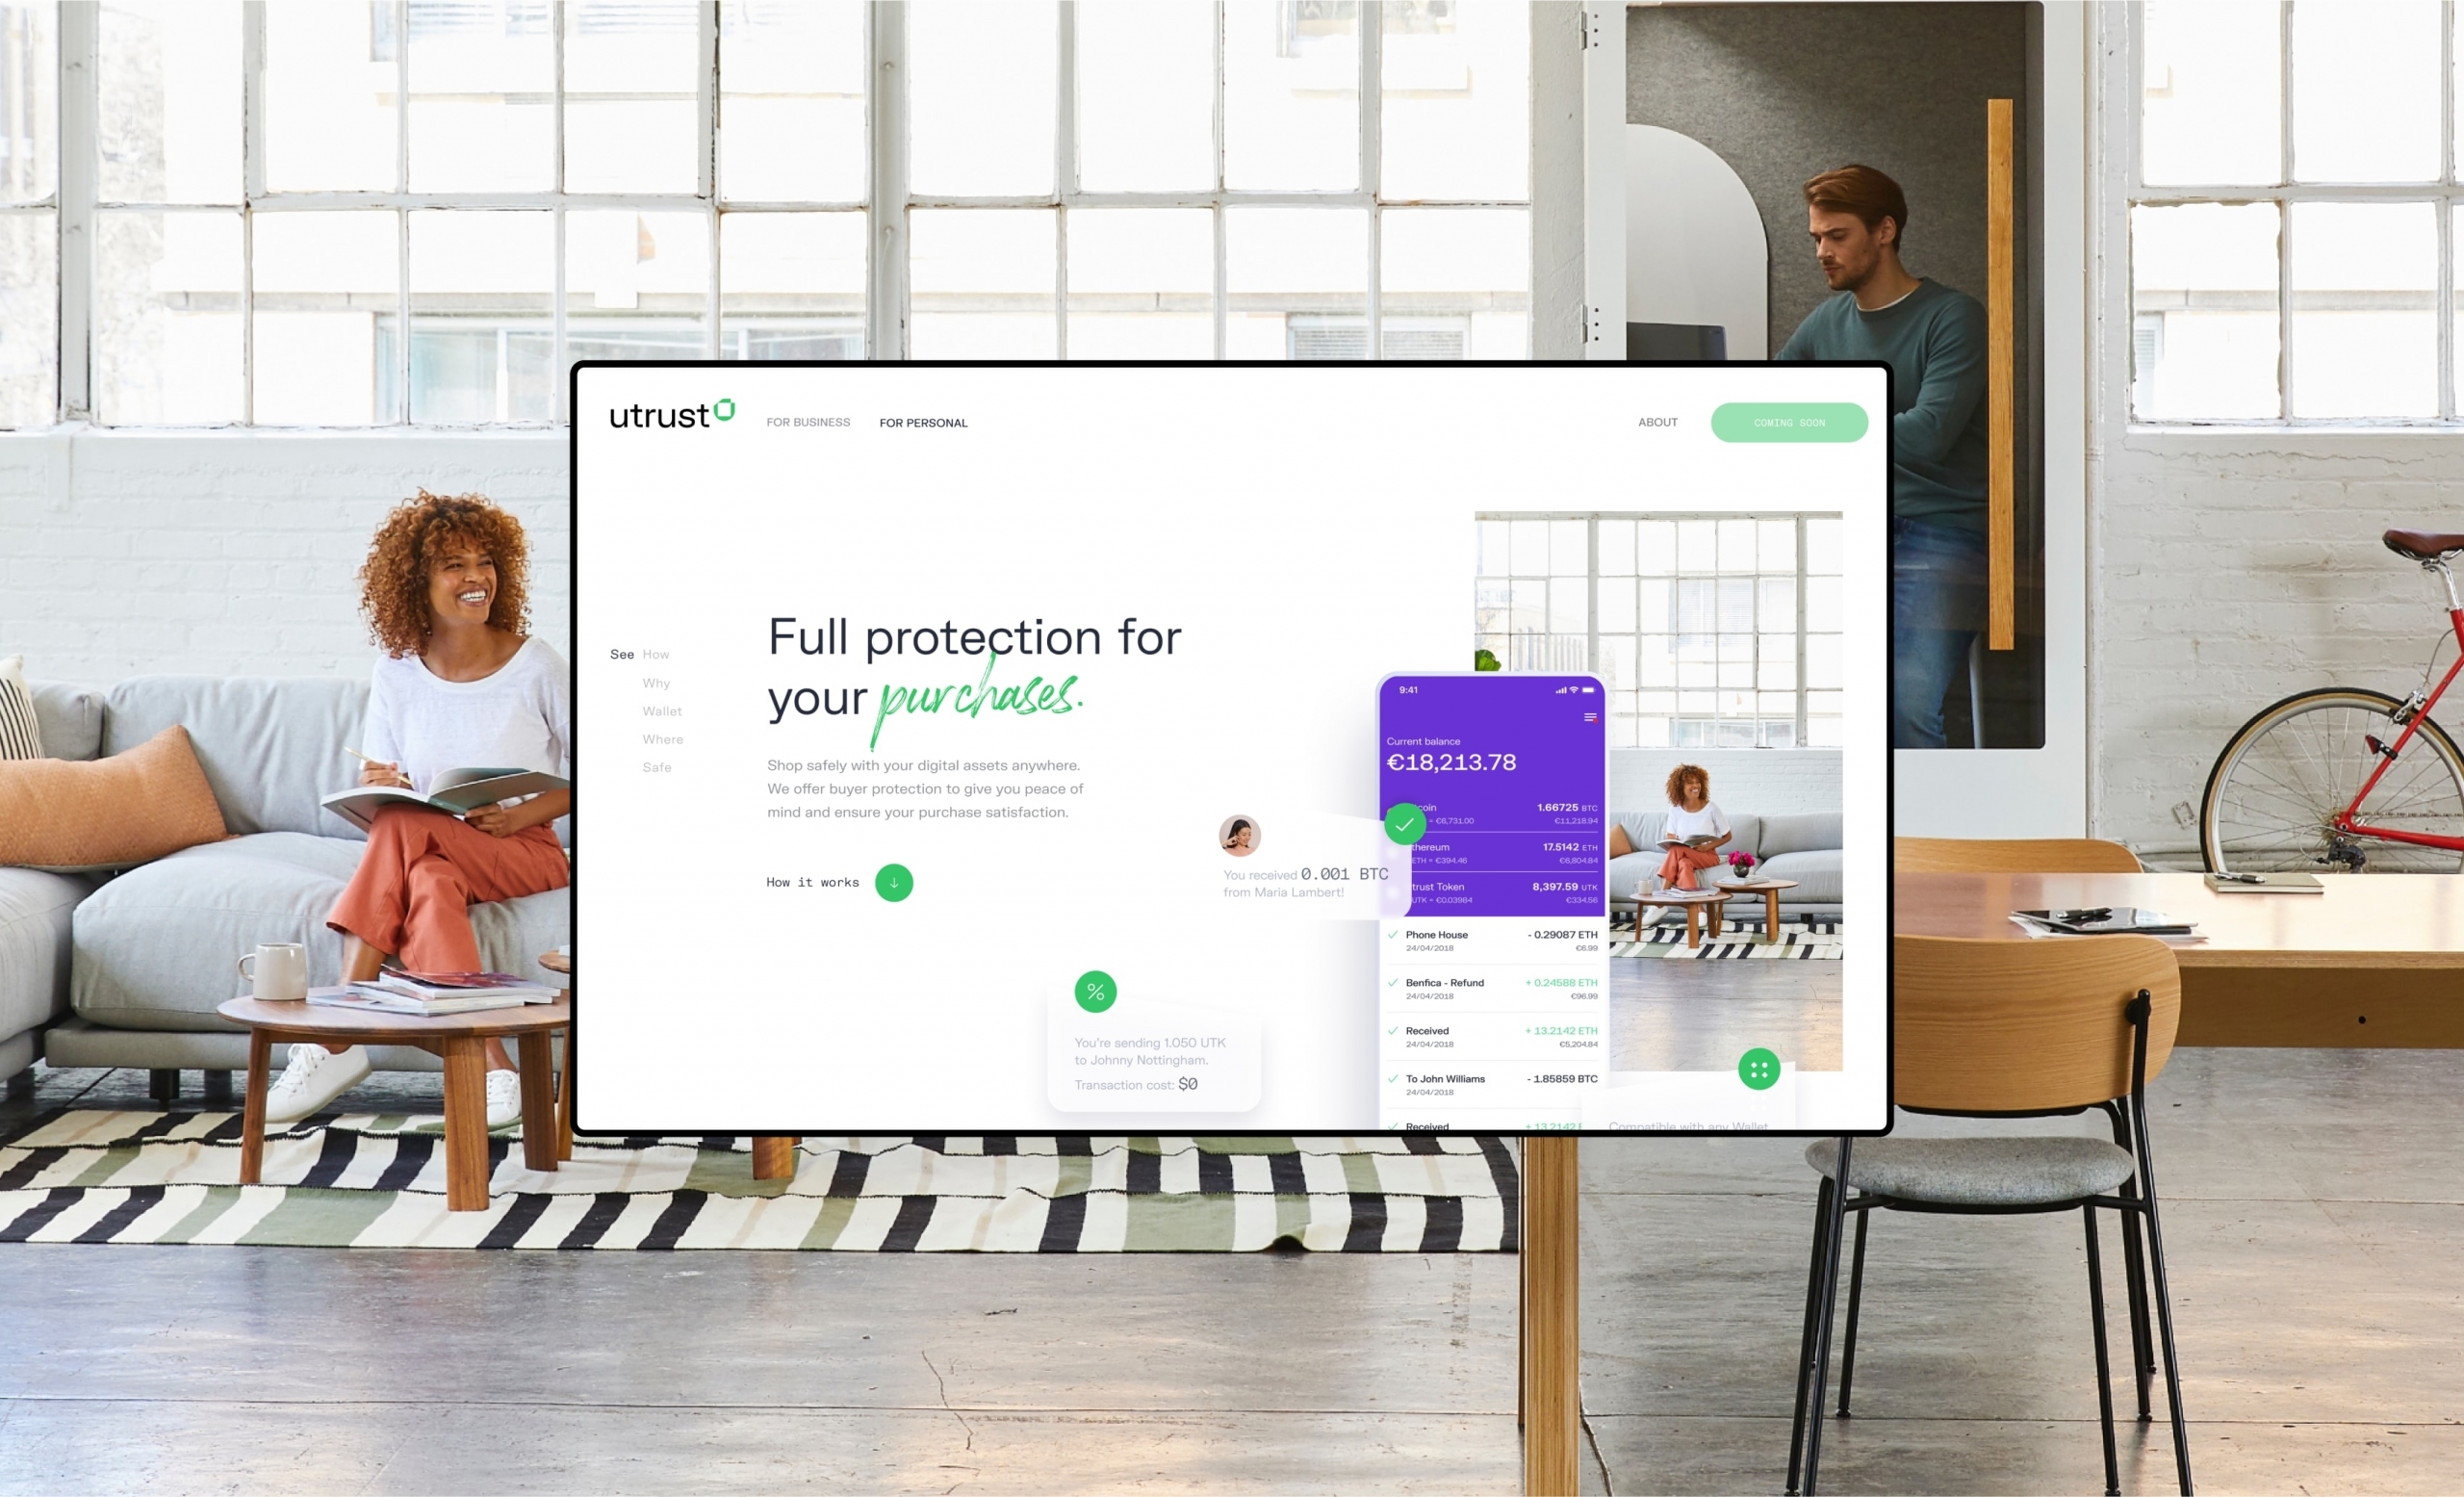 utrust
FOR BUSINESS
FOR PERSONAL
ABOUT
COMING SOON
See How
Why
Wallet
Where
Safe
Full protection for
your purchases.
Shop safely with your digital assets anywhere.
We offer buyer protection to give you peace of
mind and ensure your purchase satisfaction.
How it works
You received 0.001 BTC
from Maria Lambert!
%
You're sending 1.050 UTK
to Johnny Nottingham.
Transaction cost: $0
9:41
Current balance
€18,213.78
coin 1.66725 BTC
= €6,731.00 €11,218.94
thereum 17.5142 ETH
ETH = €394.46 €6,804.84
trust Token 8,397.59 UTK
UTK = €0.03984 €334.56
Phone House - 0.29087 ETH
24/04/2018 €6.99
Benfica - Refund + 0.24588 ETH
24/04/2018 €96.99
Received + 13.2142 ETH
24/04/2018 €5,204.84
To John Williams - 1.85859 BTC
24/04/2018
Received + 13.2142
Compatible with any Wallet